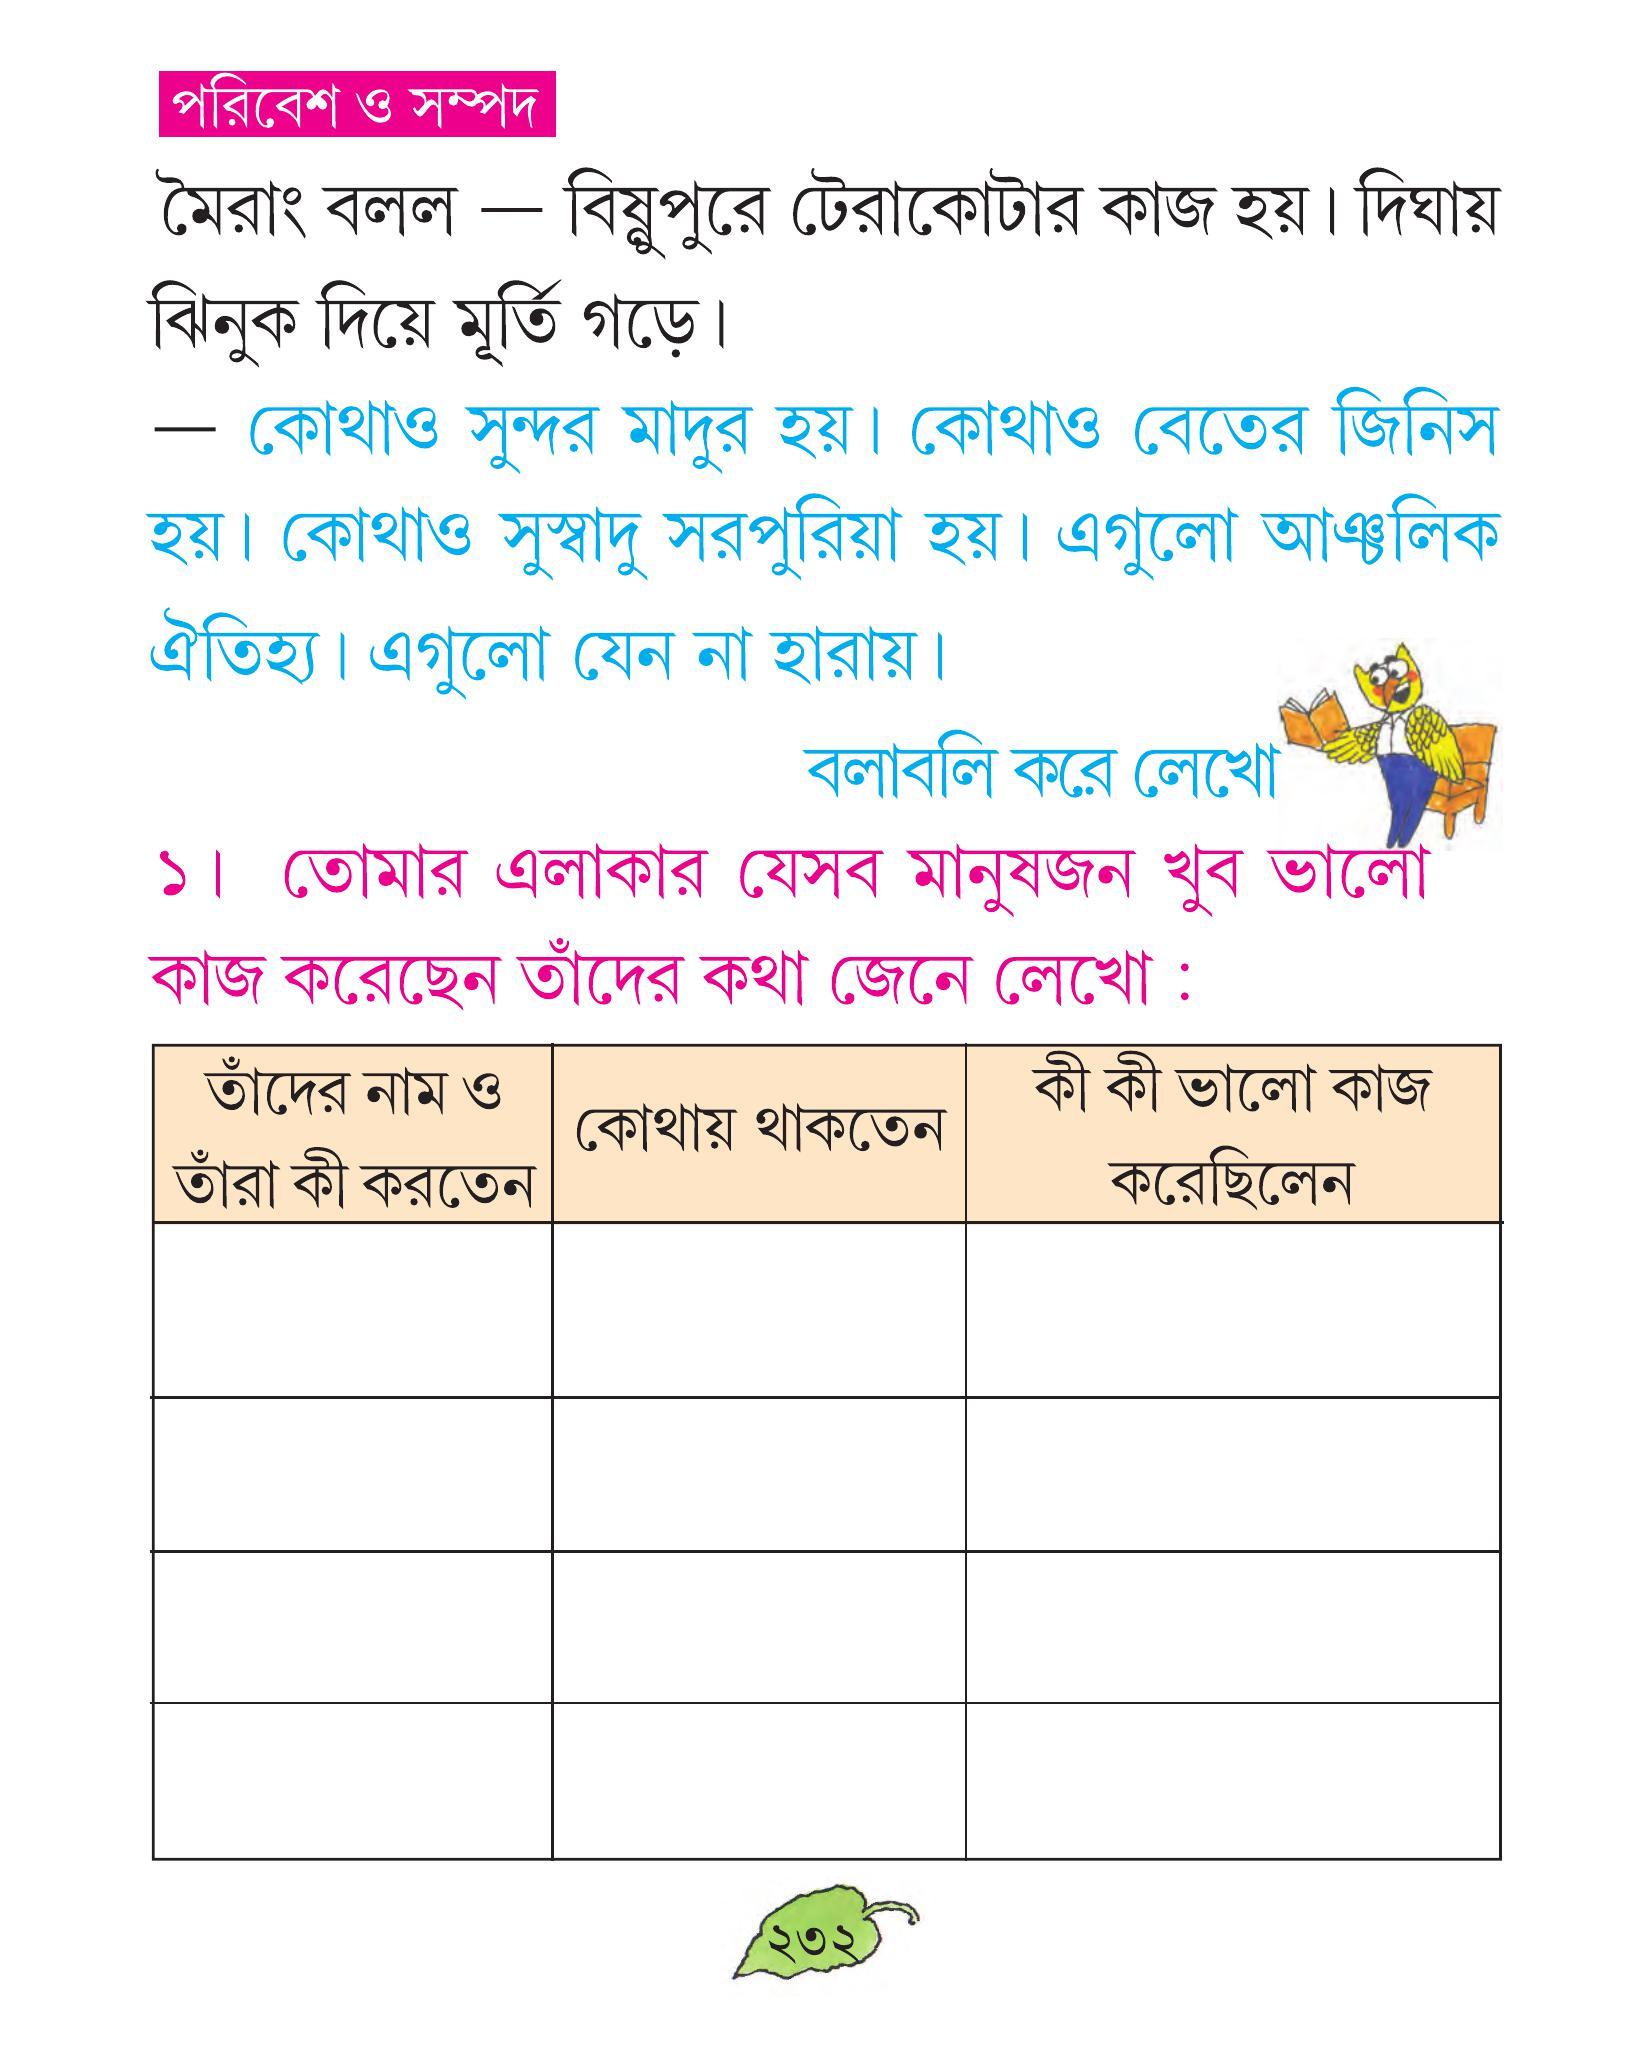 পরিবেশ ও সম্পদ
মৈরাং বলল — বিষ্ণুপুরে টেরাকোটার কাজ হয়। দিঘায়
ঝিনুক দিয়ে মূর্তি গড়ে।
— কোথাও সুন্দর মাদুর হয়। কোথাও বেতের জিনিস
হয়। কোথাও সুস্বাদু সরপুরিয়া হয়। এগুলো আঞ্চলিক
ঐতিহ্য। এগুলো যেন না হারায়।
বলাবলি করে লেখো
১। তোমার এলাকার যেসব মানুষজন খুব ভালো
কাজ করেছেন তাঁদের কথা জেনে লেখো :
তাঁদের নাম ও
তাঁরা কী করতেন
কোথায় থাকতেন
কী কী ভালো কাজ
করেছিলেন
২৩২